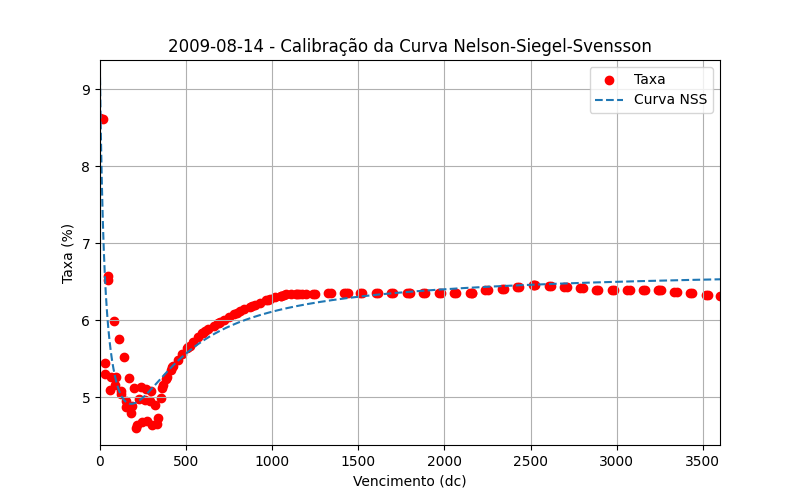 2009-08-14 - Calibração da Curva Nelson-Siegel-Svensson
Taxa
Curva NSS
Taxa (%)
9
8
7
6
5
0 500 1000 1500 2000 2500 3000 3500
Vencimento (dc)